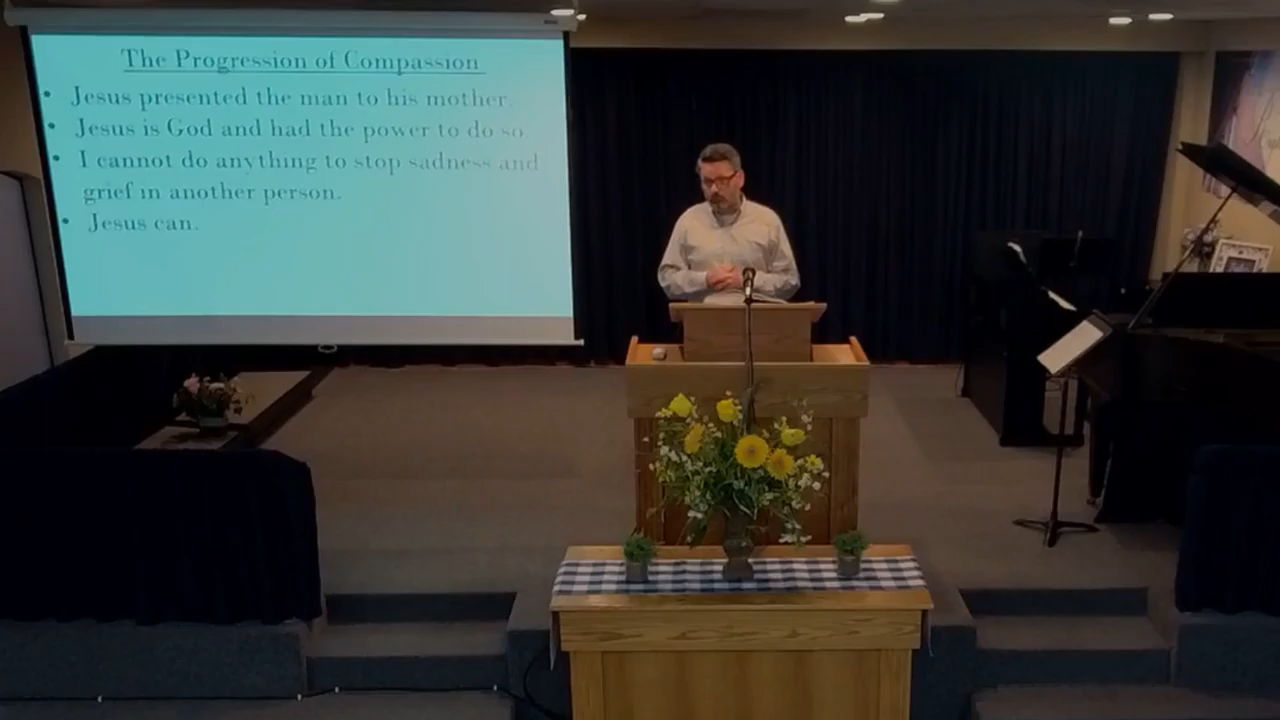 The Progression of Compassion
• Jesus presented the man to his mother.
• Jesus is God and had the power to do so
• I cannot do anything to stop sadness and
grief in another person.
• Jesus can.